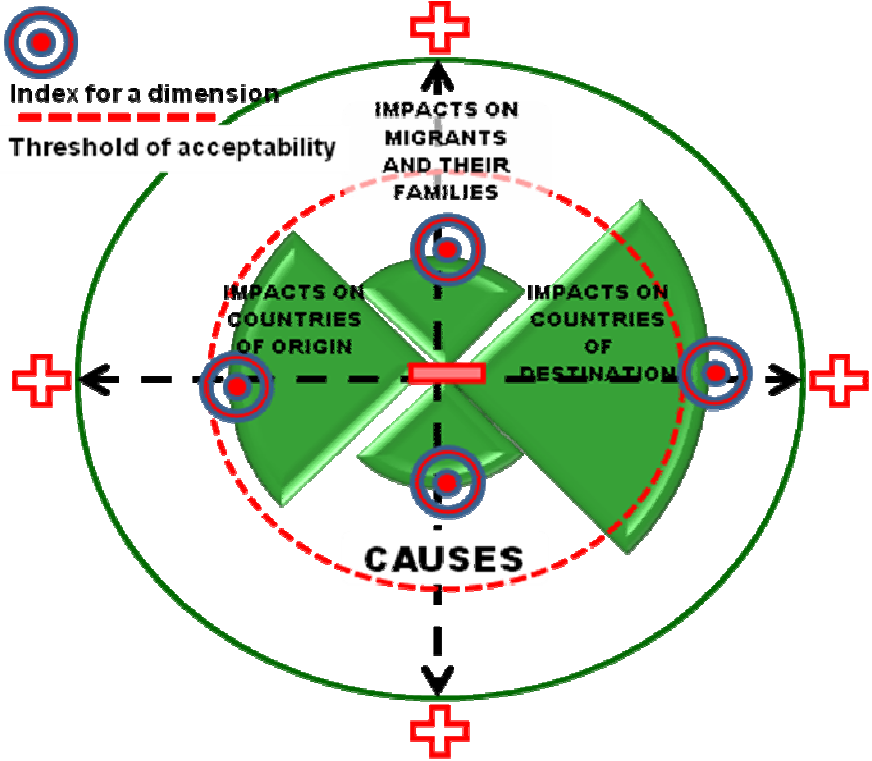 Index for a dimension
Threshold of acceptability
IMPACTS ON
MIGRANTS
AND THEIR
FAMILIES
IMPACTS ON
COUNTRIES
OF ORIGIN
IMPACTS ON
COUNTRIES
OF
DESTINATION
CAUSES